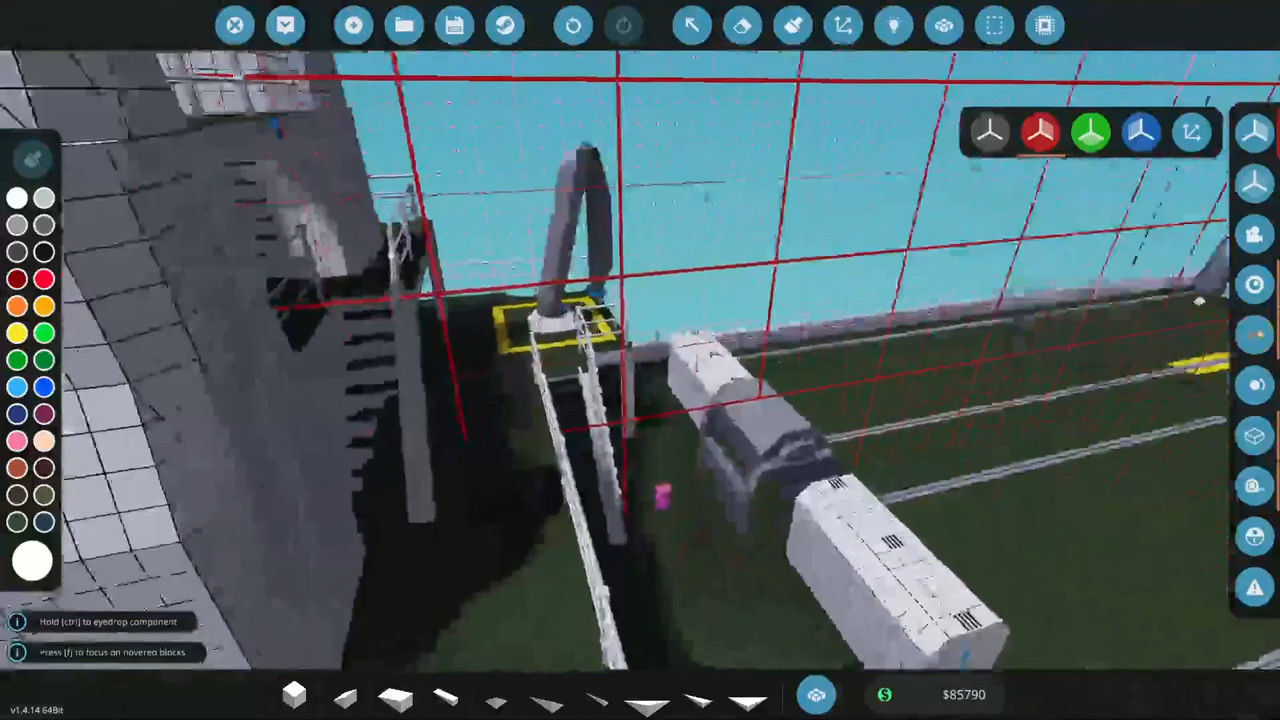 Hold [ctrl] to eyedrop component
Press [f] to focus on hovered blocks
v1.4.14 64Bit
$85790